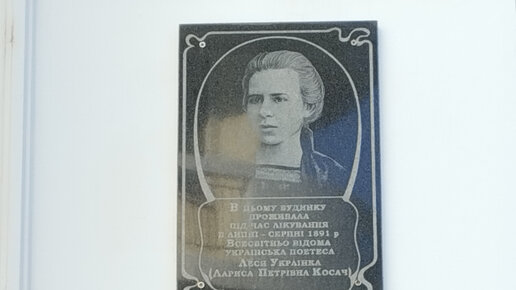 В цьому будинку
проживала
під час лікування
в липні - серпні 1891 р
Всесвітньо відома
українська поетеса
Леся Українка
(Лариса Петрівна Косач)